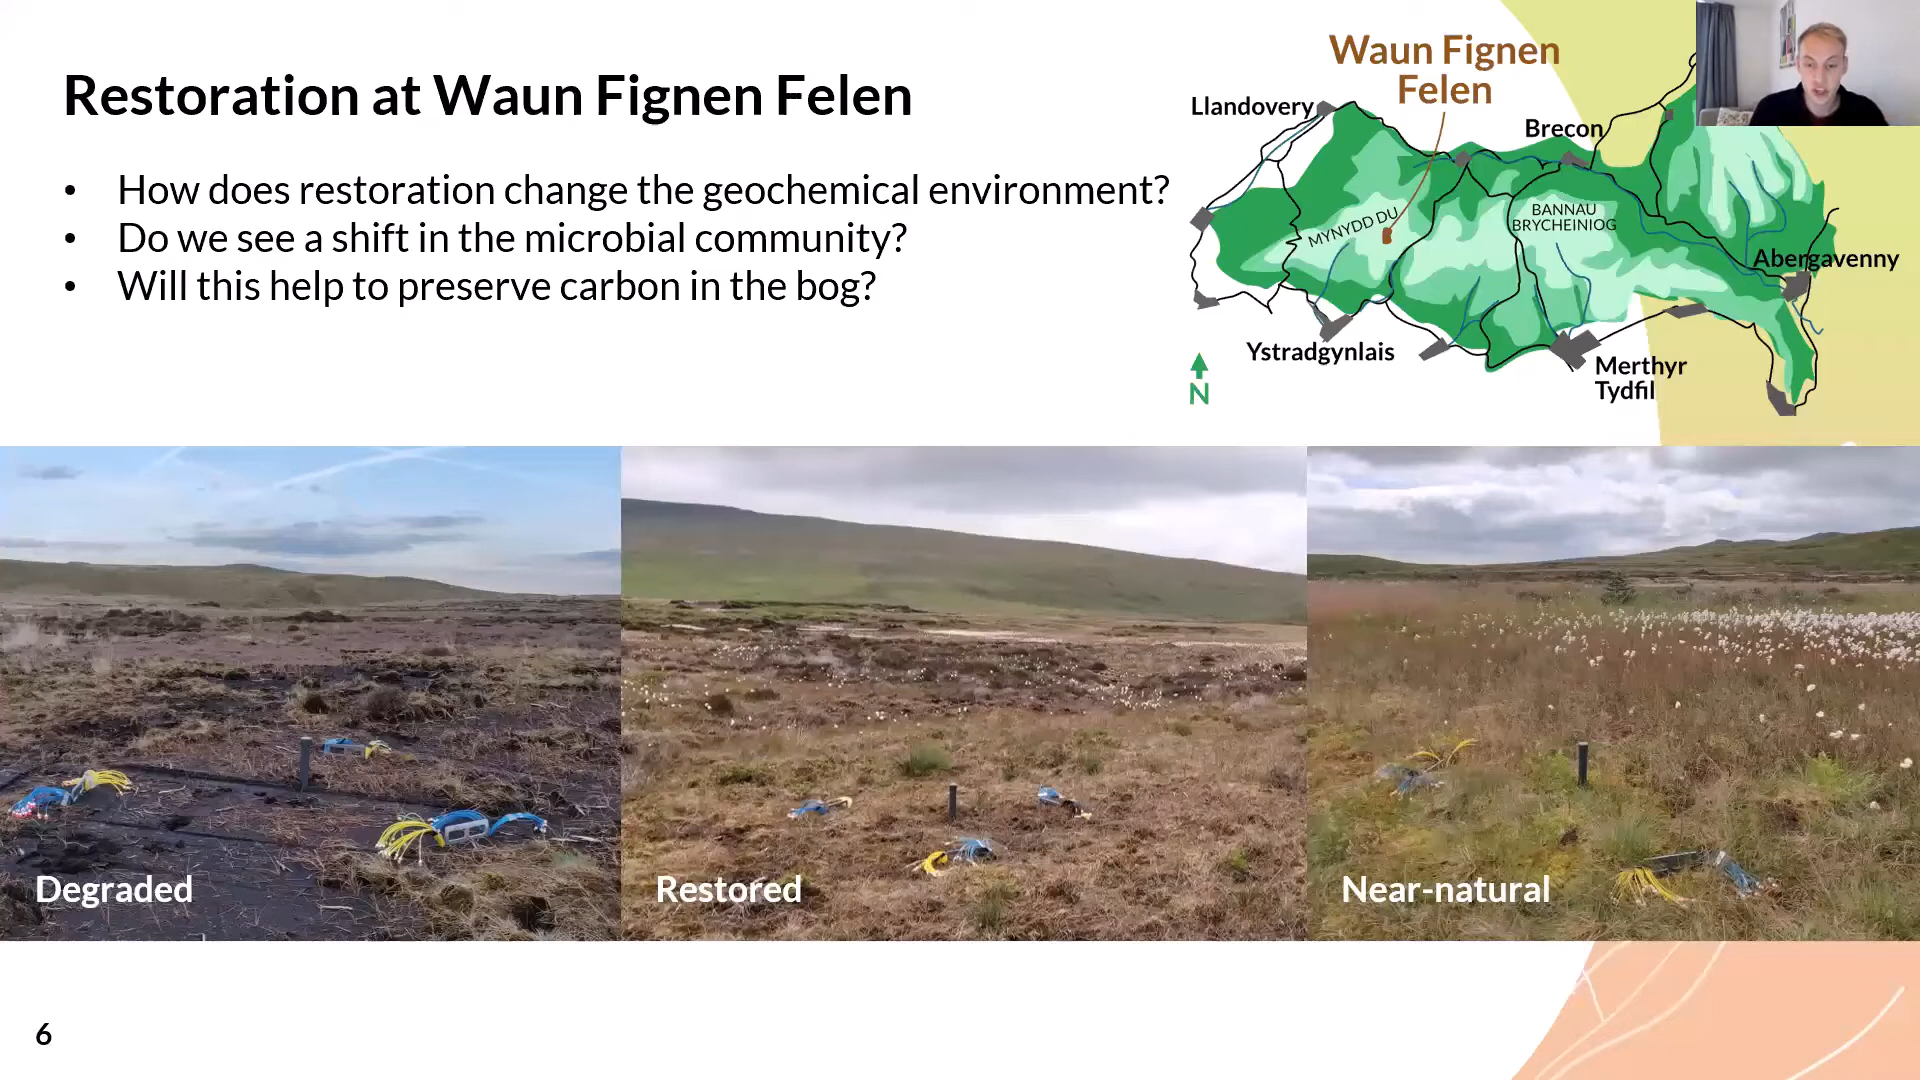 Restoration at Waun Fignen Felen
• How does restoration change the geochemical environment?
• Do we see a shift in the microbial community?
• Will this help to preserve carbon in the bog?
Waun Fignen
Felen
Llandovery
Brecon
MYNYDD DU
BANNAU
BRYCHEINIOG
Abergavenny
Ystradgynlais
Merthyr
Tydfil
N
Degraded
Restored
Near-natural
6